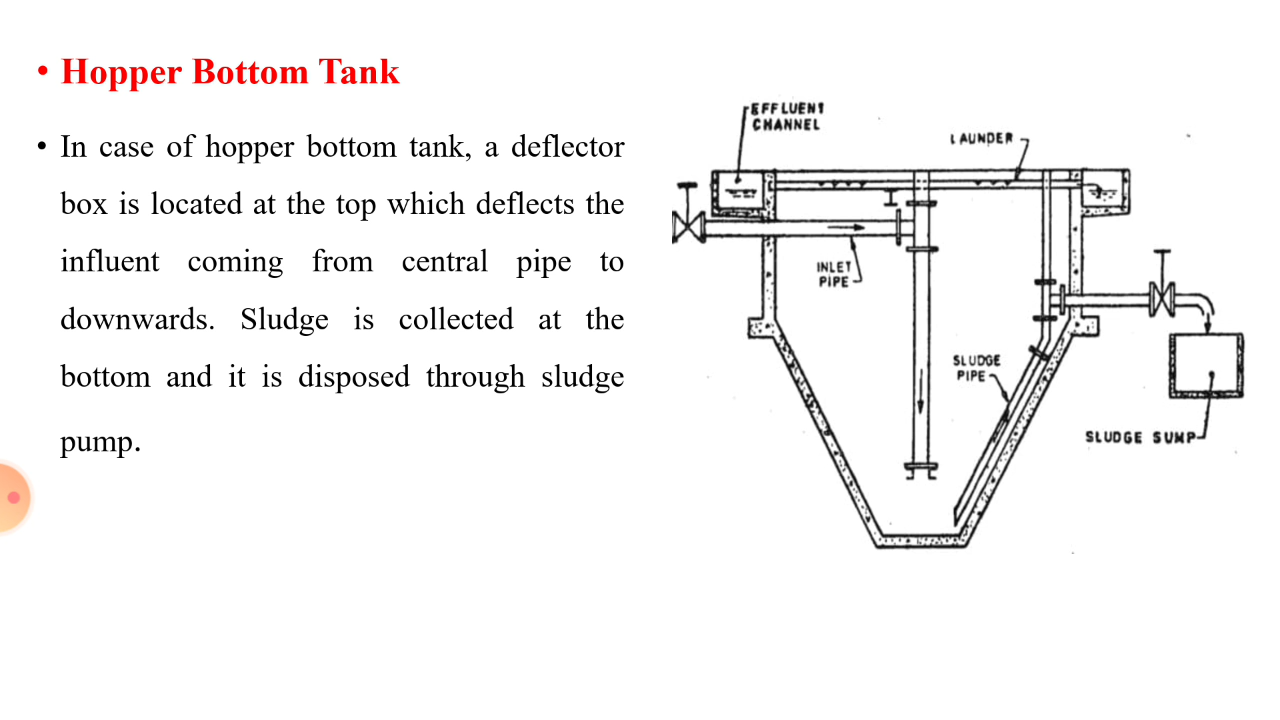 • Hopper Bottom Tank
• In case of hopper bottom tank, a deflector
box is located at the top which deflects the
influent coming from central pipe to
downwards. Sludge is collected at the
bottom and it is disposed through sludge
pump.
EFFLUENT
CHANNEL
LAUNDER
INLET
PIPE
SLUDGE
PIPE
SLUDGE SUMP